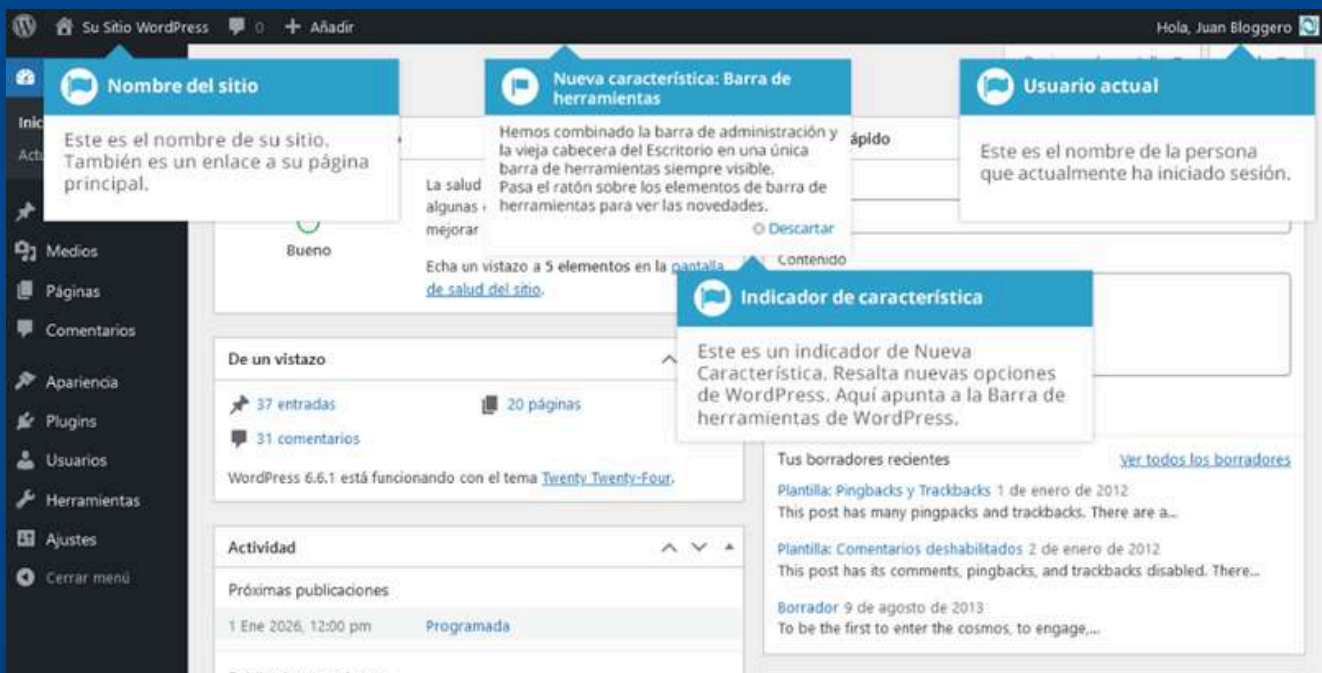 Su Sitio WordPress 0 Añadir
Hola, Juan Bloggero
Nombre del sitio
Este es el nombre de su sitio.
También es un enlace a su página
principal.
Nueva característica: Barra de
herramientas
Hemos combinado la barra de administración y
la vieja cabecera del Escritorio en una única
barra de herramientas siempre visible.
Pasa el ratón sobre los elementos de barra de
herramientas para ver las novedades.
Descartar
Usuario actual
Este es el nombre de la persona
que actualmente ha iniciado sesión.
Indicador de característica
Este es un indicador de Nueva
Característica. Resalta nuevas opciones
de WordPress. Aquí apunta a la Barra de
herramientas de WordPress.
Medios
Páginas
Comentarios
Apariencia
Plugins
Usuarios
Herramientas
Ajustes
Cerrar menú
Bueno
La salud
algunas
mejorar
Echa un vistazo a 5 elementos en la pantalla
de salud del sitio.
De un vistazo
37 entradas 20 páginas
31 comentarios
WordPress 6.6.1 está funcionando con el tema Twenty Twenty-Four.
Actividad
Próximas publicaciones
1 Ene 2026, 12:00 pm Programada
Contenido
Tus borradores recientes Ver todos los borradores
Plantilla: Pingbacks y Trackbacks 1 de enero de 2012
This post has many pingpacks and trackbacks. There are a...
Plantilla: Comentarios deshabilitados 2 de enero de 2012
This post has its comments, pingbacks, and trackbacks disabled. There...
Borrador 9 de agosto de 2013
To be the first to enter the cosmos, to engage,...